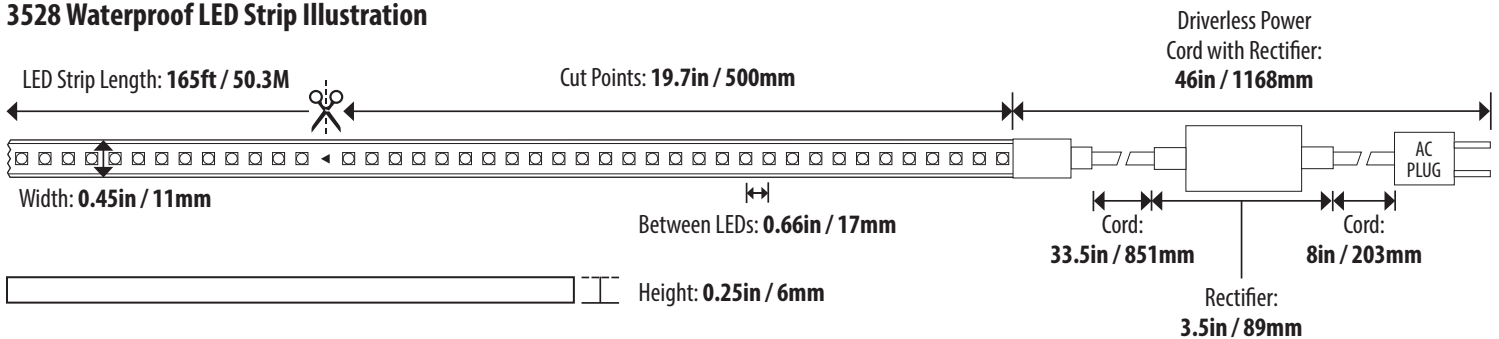 3528 Waterproof LED Strip Illustration
LED Strip Length: 165ft / 50.3M
Cut Points: 19.7in / 500mm
Driverless Power
Cord with Rectifier:
46in / 1168mm
AC
PLUG
Width: 0.45in / 11mm
Between LEDs: 0.66in / 17mm
Cord:
33.5in / 851mm
Cord:
8in / 203mm
Height: 0.25in / 6mm
Rectifier:
3.5in / 89mm